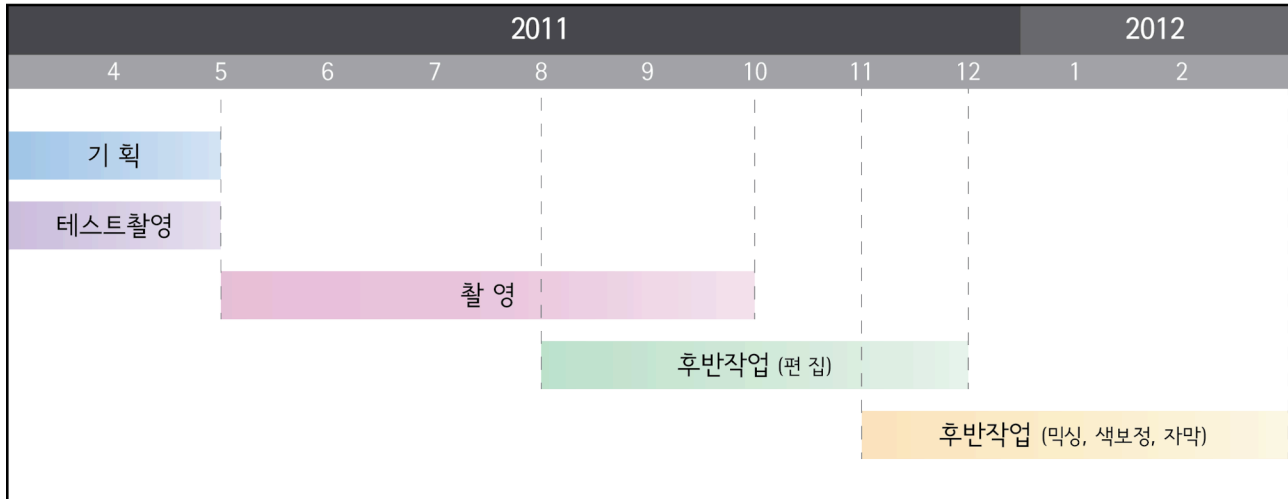 2011 2012
4 5 6 7 8 9 10 11 12 1 2
기 획
테스트촬영
촬 영
후반작업 (편 집)
후반작업 (믹싱, 색보정, 자막)